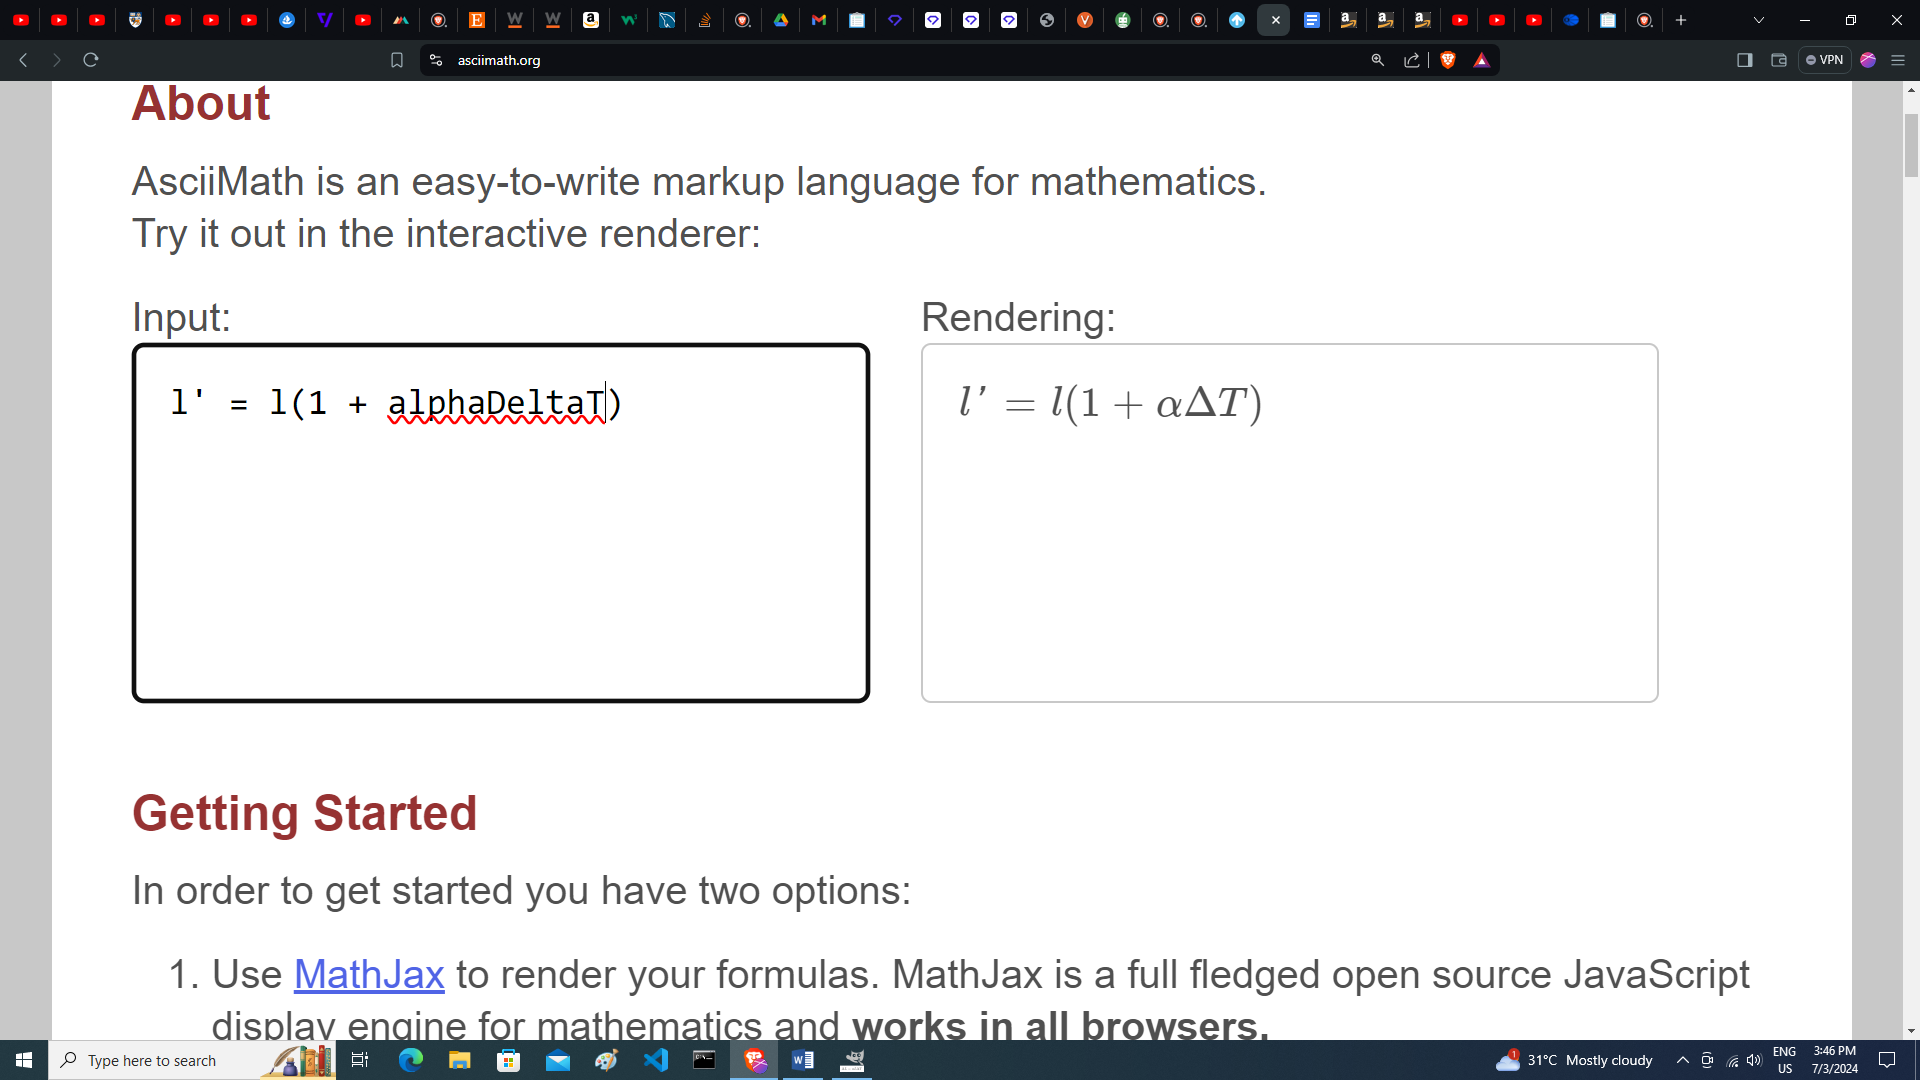 asciimath.org
VPN
About
AsciiMath is an easy-to-write markup language for mathematics.
Try it out in the interactive renderer:
Input:
Rendering:
l' = l(1 + alphaDeltaT)
l′ = l(1 + αΔT)
Getting Started
In order to get started you have two options:
1. Use MathJax to render your formulas. MathJax is a full fledged open source JavaScript
display engine for mathematics and works in all browsers.
Type here to search
1
31°C Mostly cloudy
ENG
US
3:46 PM
7/3/2024